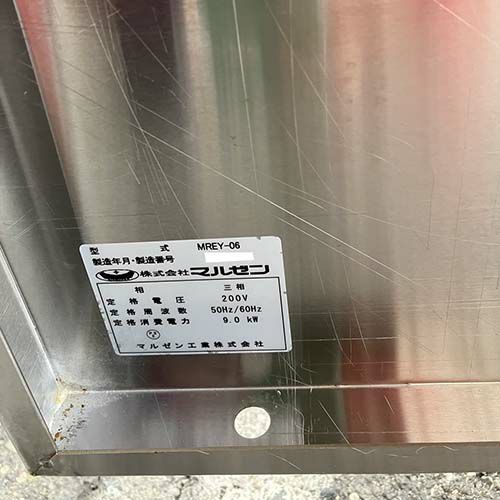 型 式 MREY-06
製造年月・製造番号
株式会社 マルゼン
相 三相
定格電圧 200V
定格周波数 50Hz/60Hz
定格消費電力 9.0 kW
マルゼン工業株式会社